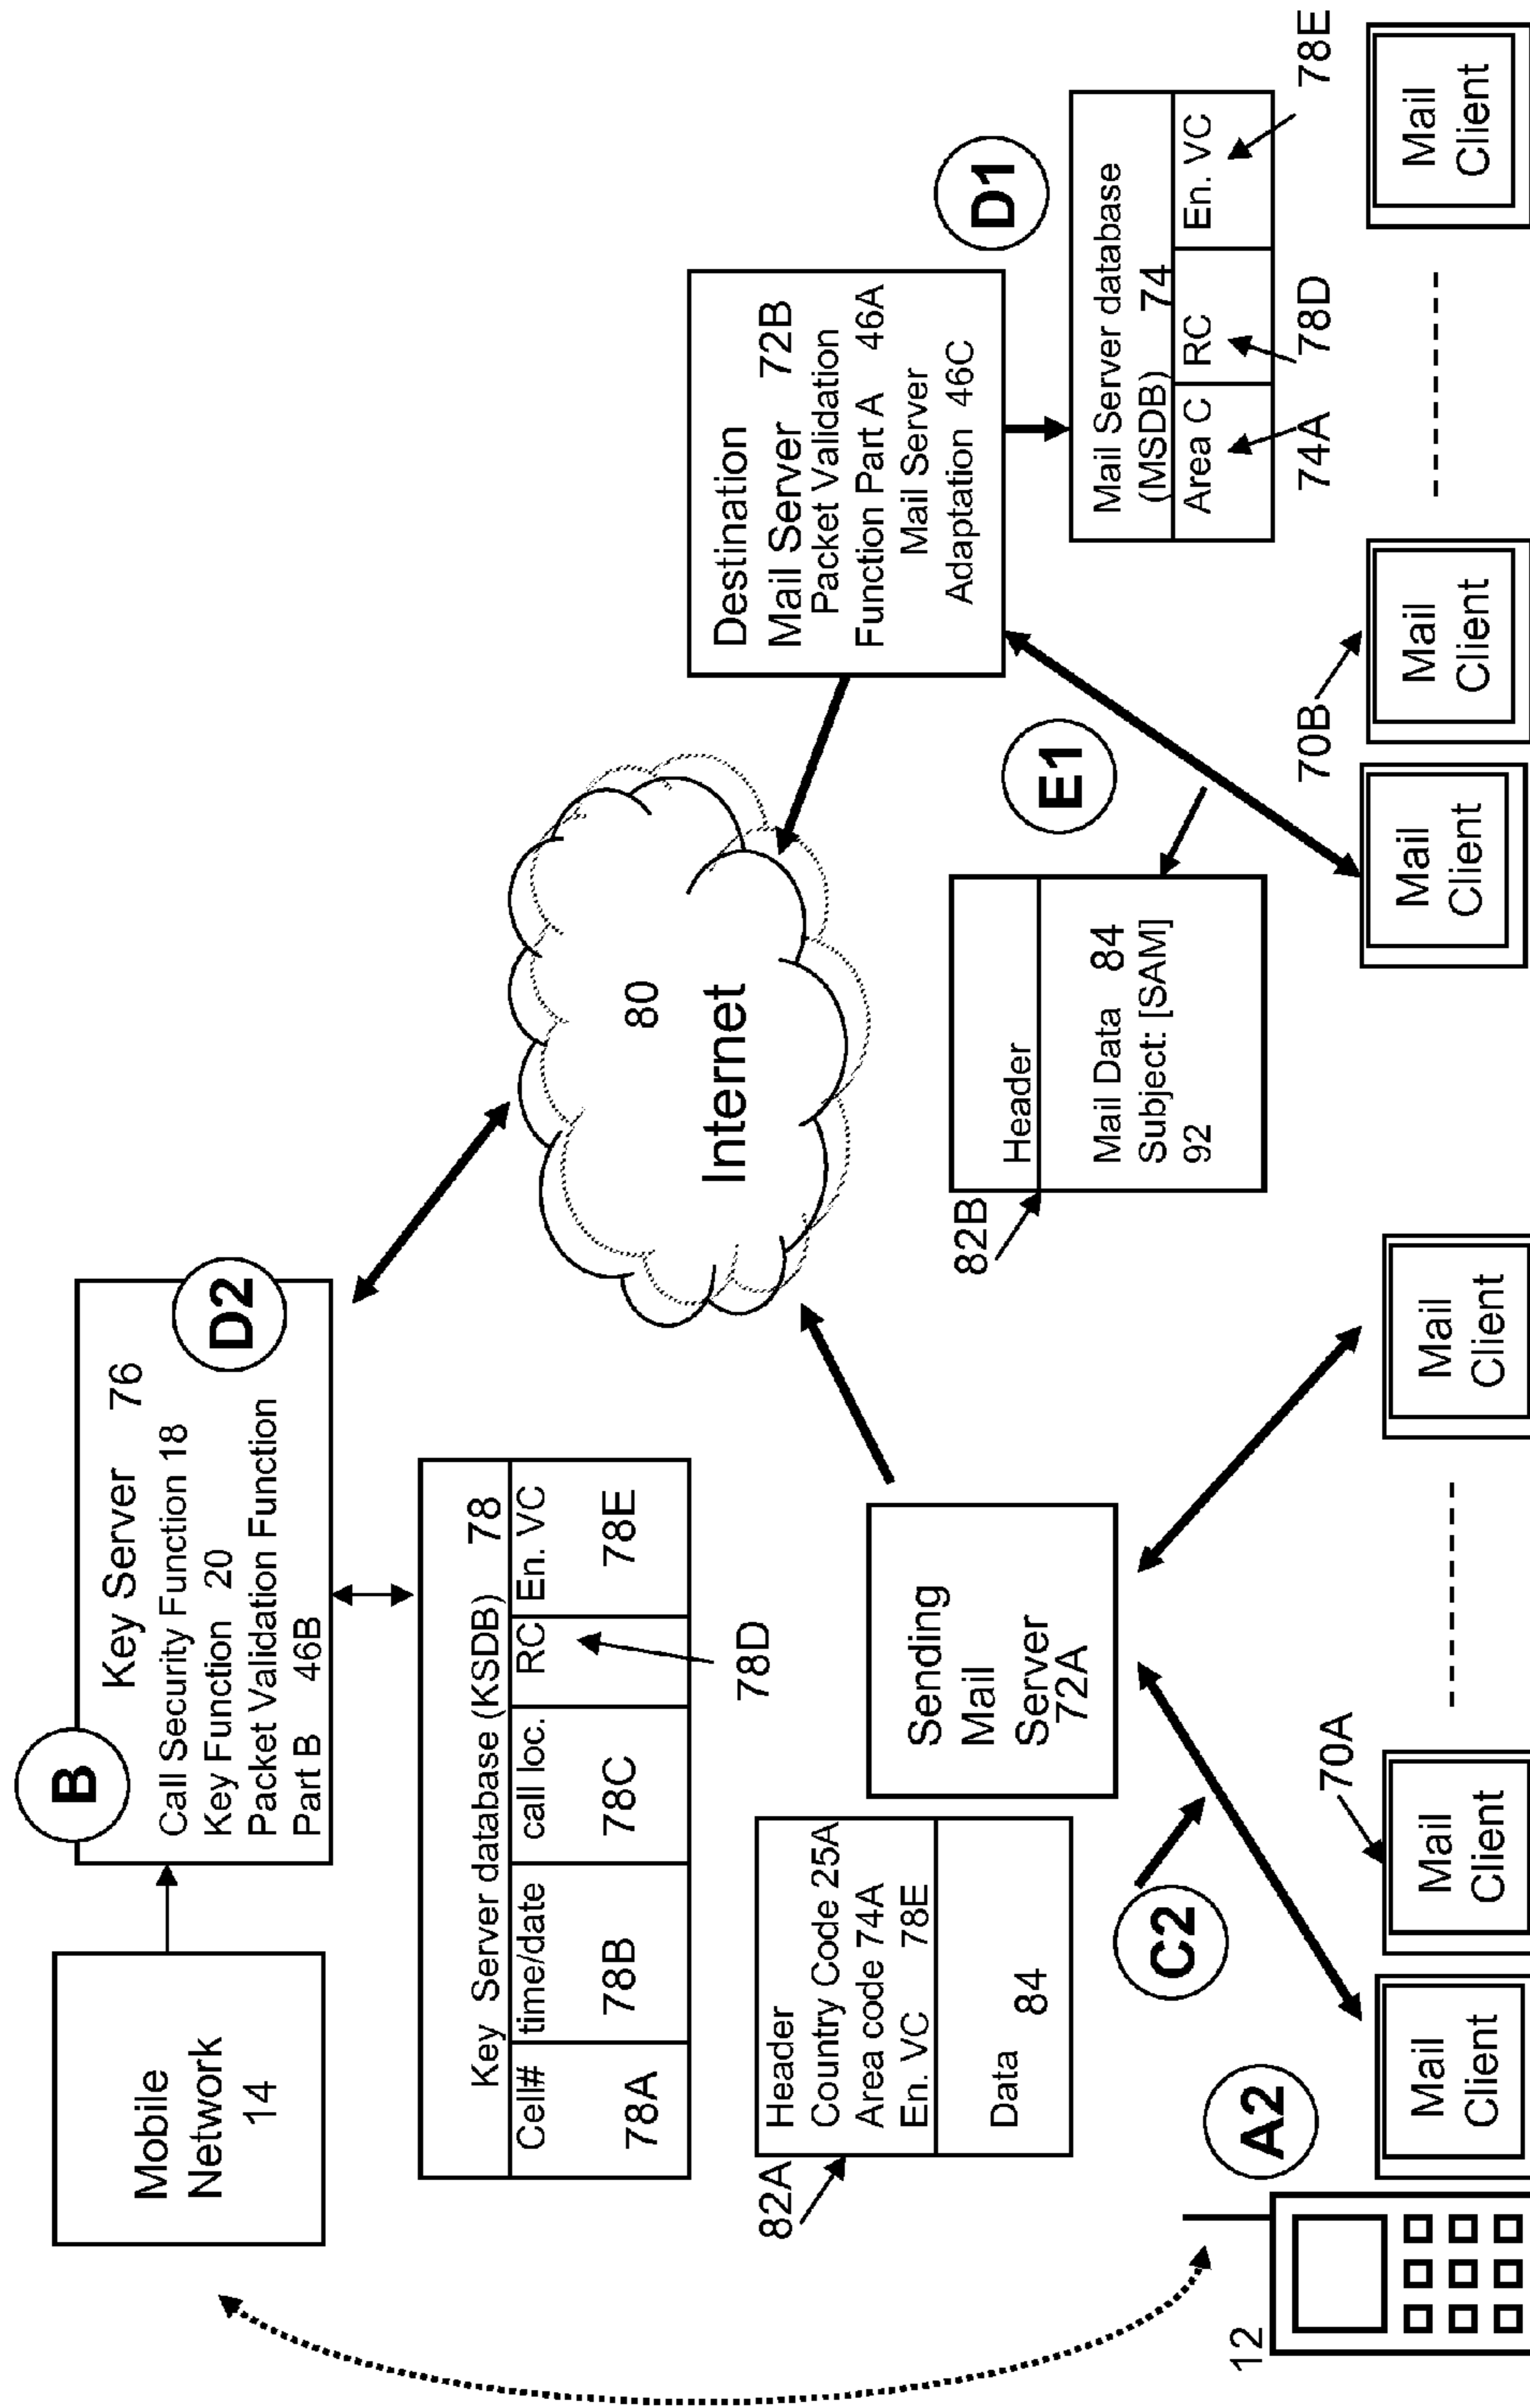 Mobile
Network
14
B
Key Server 76
Call Security Function 18
Key Function 20
Packet Validation Function
Part B 46B
D2
Key Server database (KSDB) 78
Cell# time/date call loc. RC En. VC
78A 78B 78C 78E
78D
80
Internet
Destination
Mail Server 72B
Packet Validation
Function Part A 46A
Mail Server
Adaptation 46C
D1
Mail Server database
(MSDB) 74
Area C RC En. VC
74A 78D 78E
82A
Header
Country Code 25A
Area code 74A
En. VC 78E
Data 84
Sending
Mail
Server
72A
82B
Header
Mail Data 84
Subject: [SAM]
92
E1
C2
A2
12
70A
70B
Mail
Client
Mail
Client
Mail
Client
Mail
Client
Mail
Client
Mail
Client